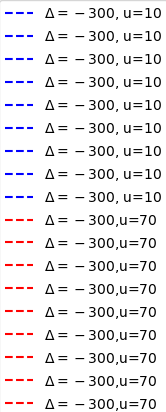 Δ = −300, u=10
Δ = −300, u=10
Δ = −300, u=10
Δ = −300, u=10
Δ = −300, u=10
Δ = −300, u=10
Δ = −300, u=10
Δ = −300, u=10
Δ = −300, u=10
Δ = −300,u=70
Δ = −300,u=70
Δ = −300,u=70
Δ = −300,u=70
Δ = −300,u=70
Δ = −300,u=70
Δ = −300,u=70
Δ = −300,u=70
Δ = −300,u=70